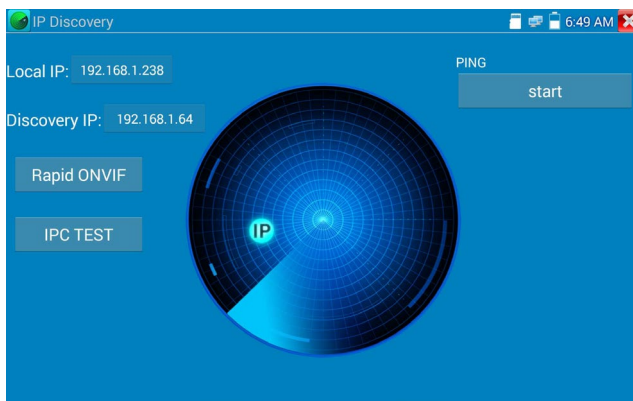 IP Discovery
6:49 AM
Local IP: 192.168.1.238
PING
start
Discovery IP: 192.168.1.64
Rapid ONVIF
IP
IPC TEST